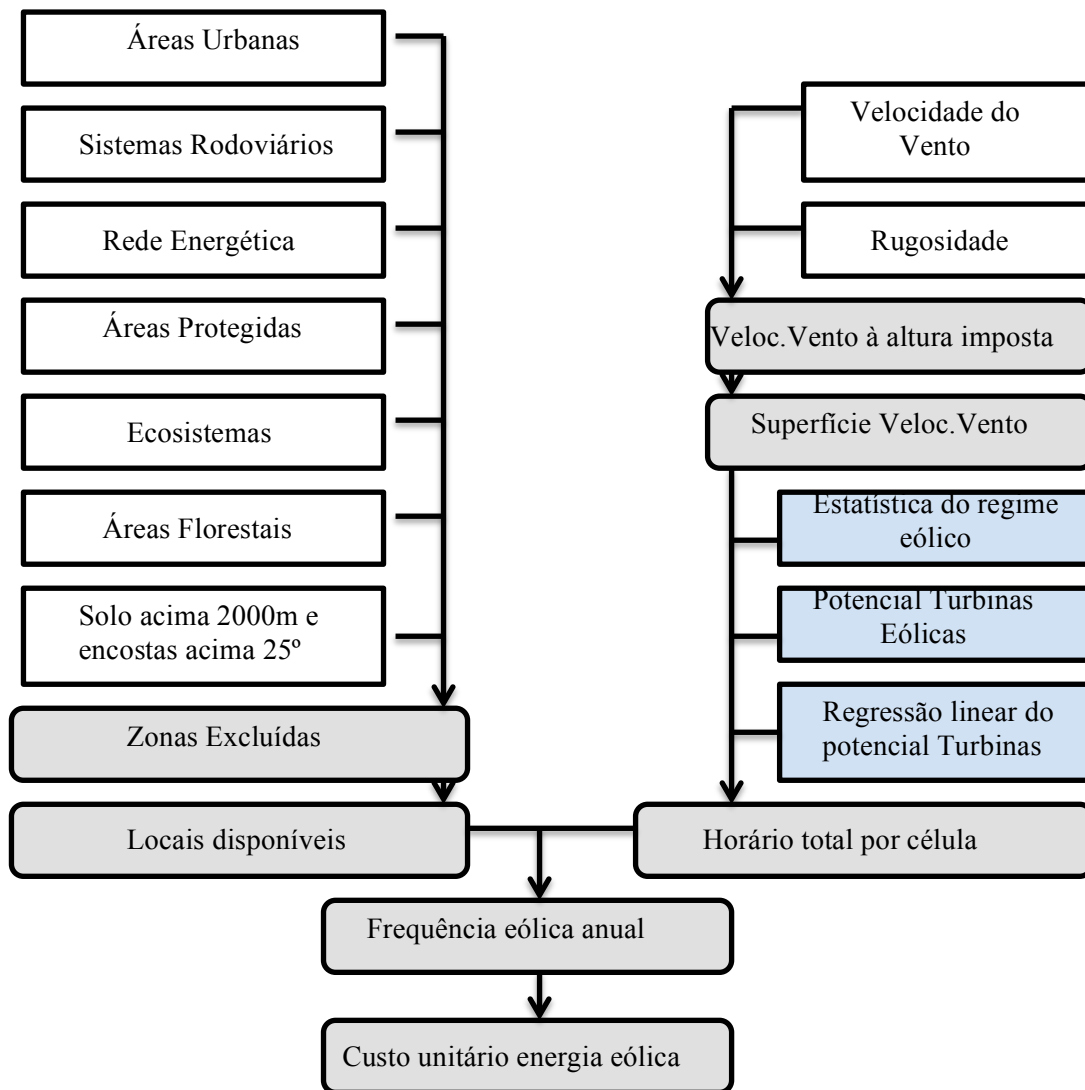 Áreas Urbanas
Sistemas Rodoviários
Rede Energética
Áreas Protegidas
Ecosistemas
Áreas Florestais
Solo acima 2000m e
encostas acima 25º
Zonas Excluídas
Locais disponíveis
Velocidade do
Vento
Rugosidade
Veloc.Vento à altura imposta
Superfície Veloc.Vento
Estatística do regime
eólico
Potencial Turbinas
Eólicas
Regressão linear do
potencial Turbinas
Horário total por célula
Frequência eólica anual
Custo unitário energia eólica